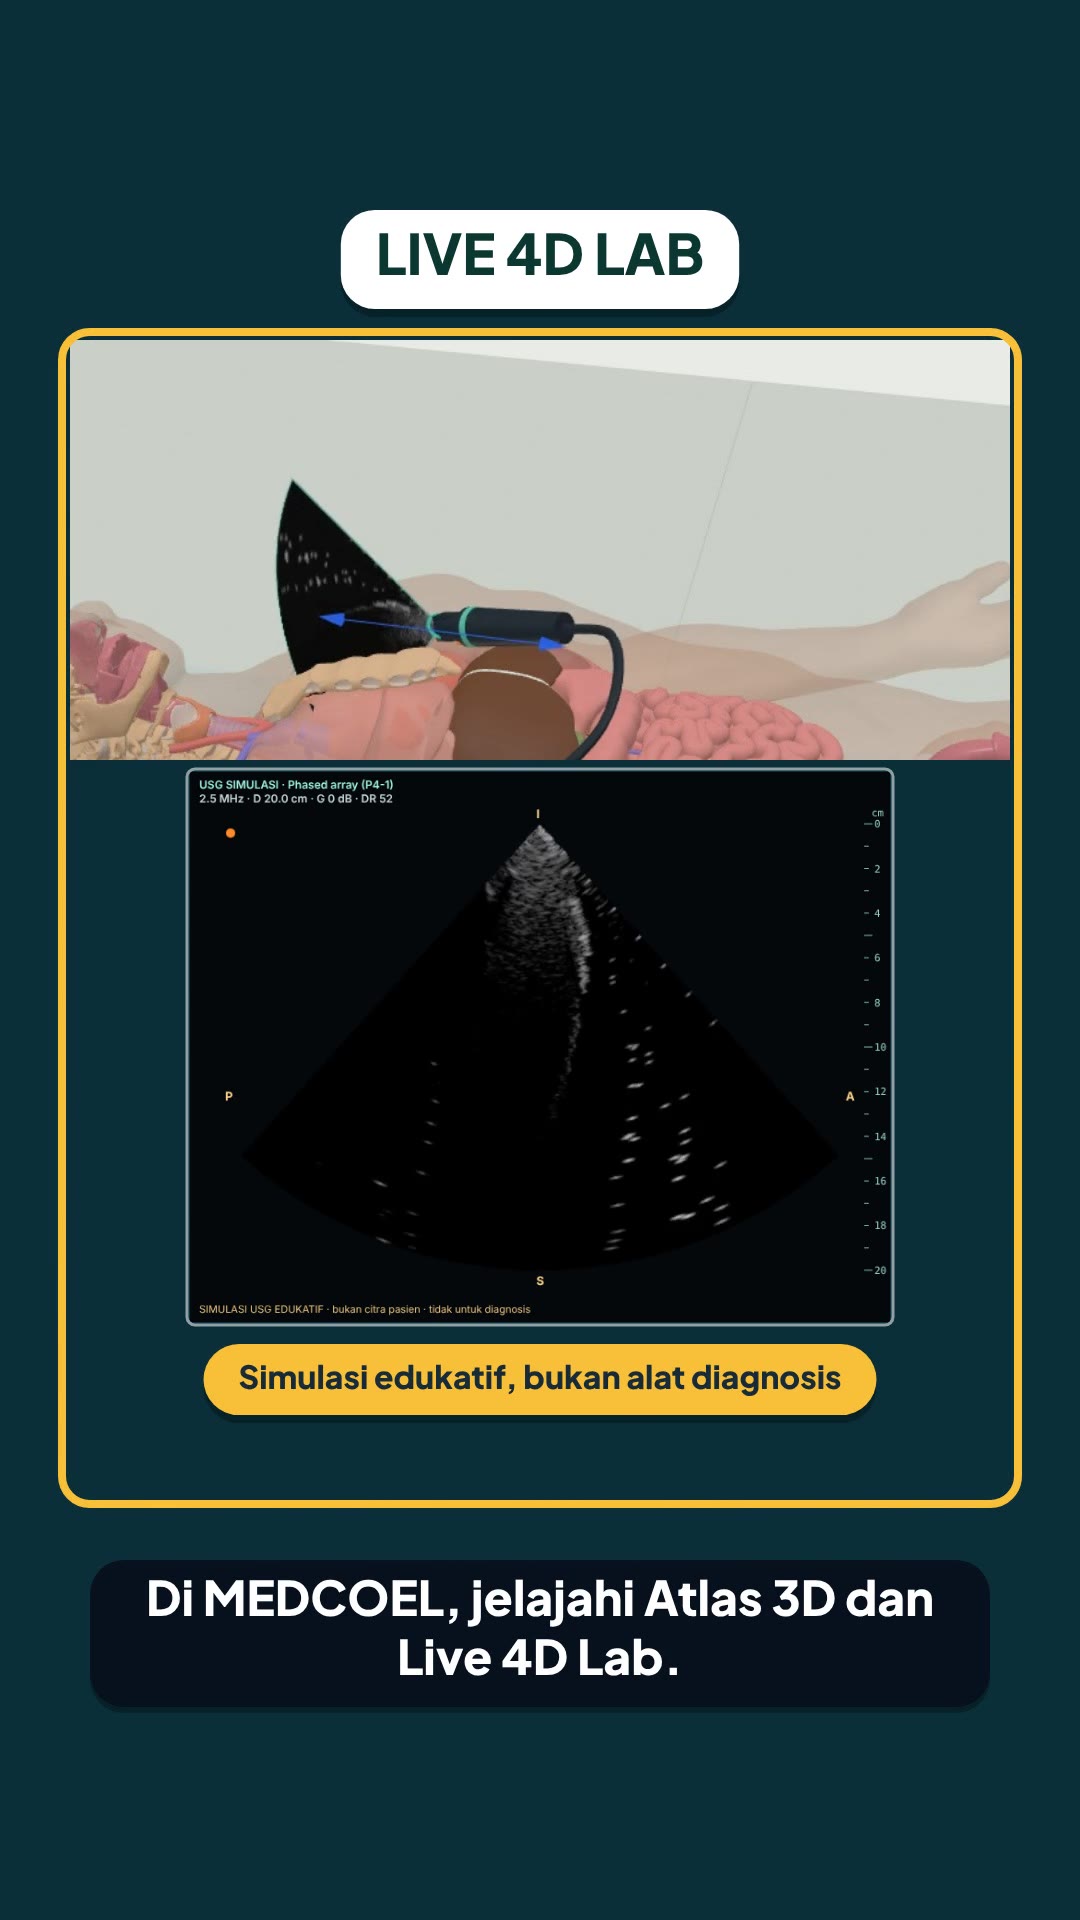 LIVE 4D LAB
USG SIMULASI · Phased array (P4-1)
2.5 MHz · D 20.0 cm · G 0 dB · DR 52
I
cm
0
2
4
6
8
10
P
A
12
14
16
18
20
S
SIMULASI USG EDUKATIF · bukan citra pasien · tidak untuk diagnosis
Simulasi edukatif, bukan alat diagnosis
Di MEDCOEL, jelajahi Atlas 3D dan
Live 4D Lab.